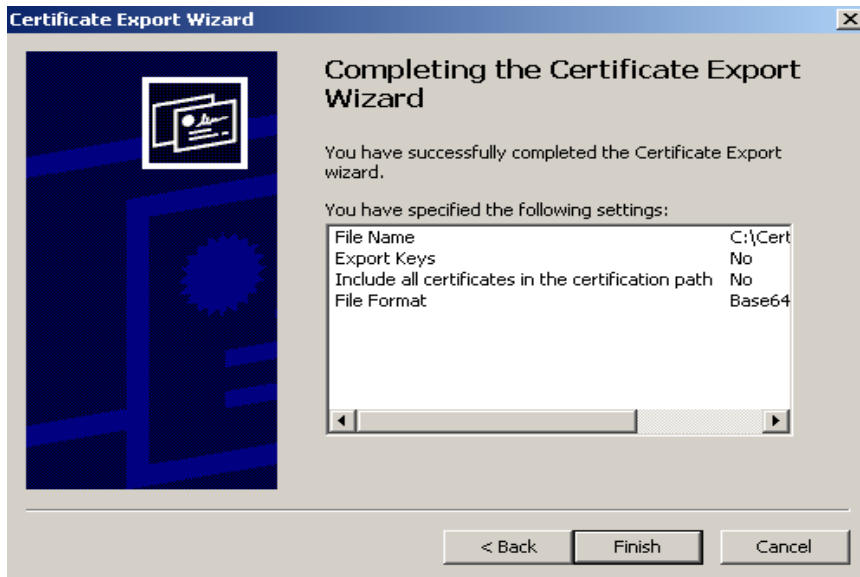 Certificate Export Wizard
Completing the Certificate Export
Wizard
You have successfully completed the Certificate Export
wizard.
You have specified the following settings:
File Name C:\Cert
Export Keys No
Include all certificates in the certification path No
File Format Base64
< Back Finish Cancel